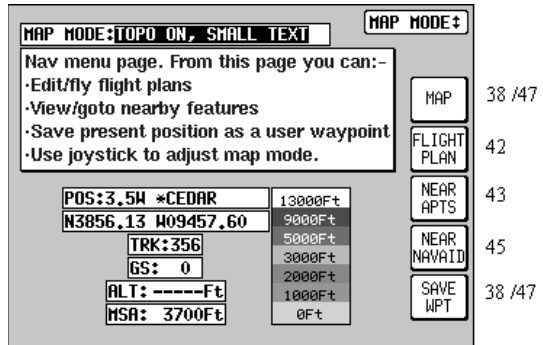 MAP MODE:TOPO ON, SMALL TEXT
MAP MODE↕
Nav menu page. From this page you can:-
·Edit/fly flight plans
·View/goto nearby features
·Save present position as a user waypoint
·Use joystick to adjust map mode.
MAP
38 /47
FLIGHT
PLAN
42
NEAR
APTS
43
NEAR
NAVAID
45
SAVE
WPT
38 /47
POS:3.5W *CEDAR
N3856.13 W09457.60
TRK:356
GS: 0
ALT:-----Ft
MSA: 3700Ft
13000Ft
9000Ft
5000Ft
3000Ft
2000Ft
1000Ft
0Ft